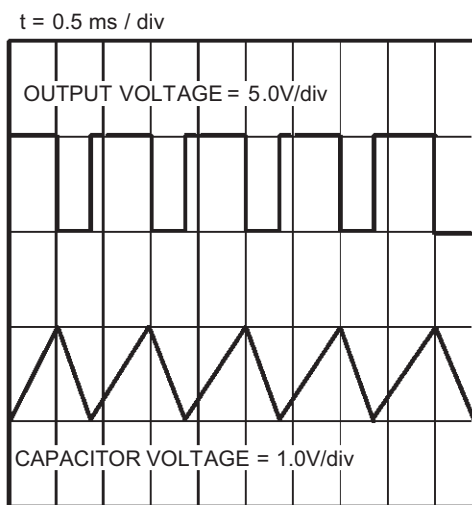 t = 0.5 ms / div
OUTPUT VOLTAGE = 5.0V/div
CAPACITOR VOLTAGE = 1.0V/div